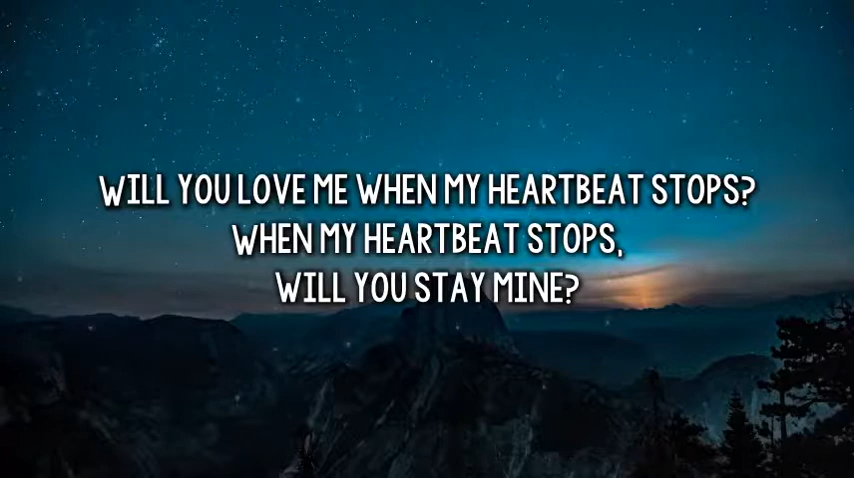 WILL YOU LOVE ME WHEN MY HEARTBEAT STOPS?
WHEN MY HEARTBEAT STOPS,
WILL YOU STAY MINE?